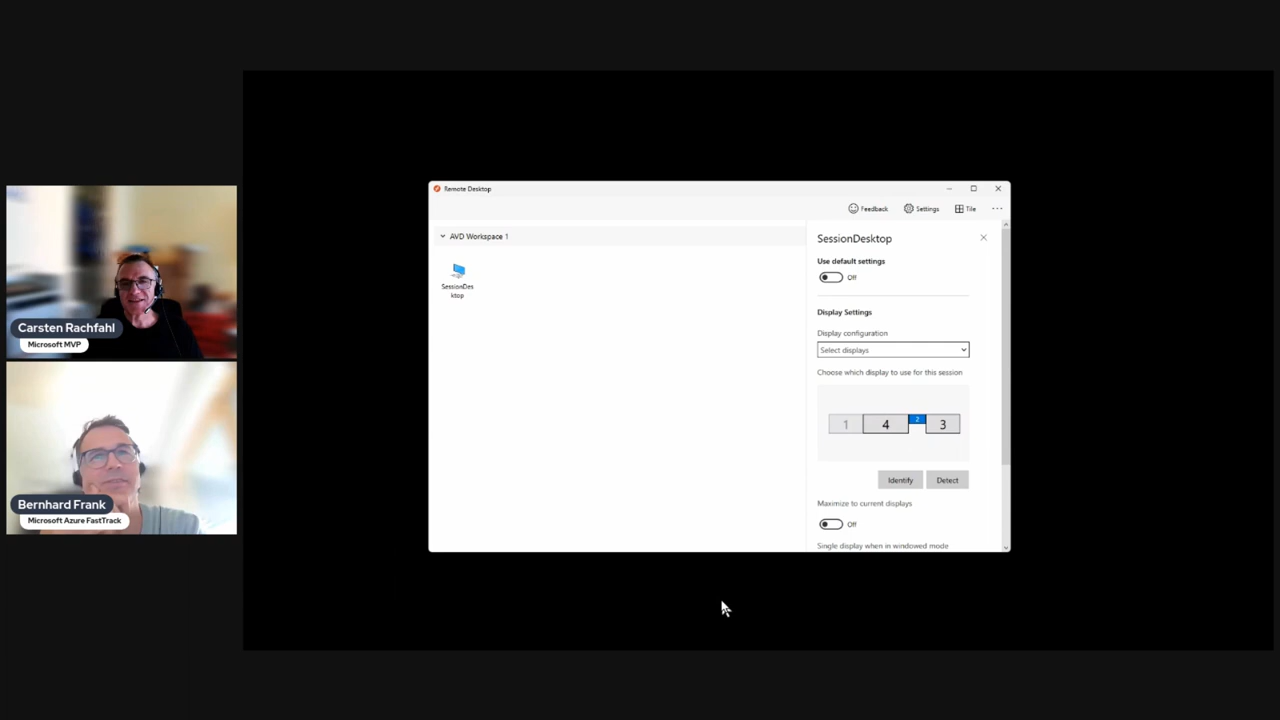 Carsten Rachfahl
Microsoft MVP
Bernhard Frank
Microsoft Azure FastTrack
Remote Desktop
Feedback
Settings
Tile
AVD Workspace 1
SessionDes
ktop
SessionDesktop
Use default settings
Off
Display Settings
Display configuration
Select displays
Choose which display to use for this session
1
4
2
3
Identify
Detect
Maximize to current displays
Off
Single display when in windowed mode